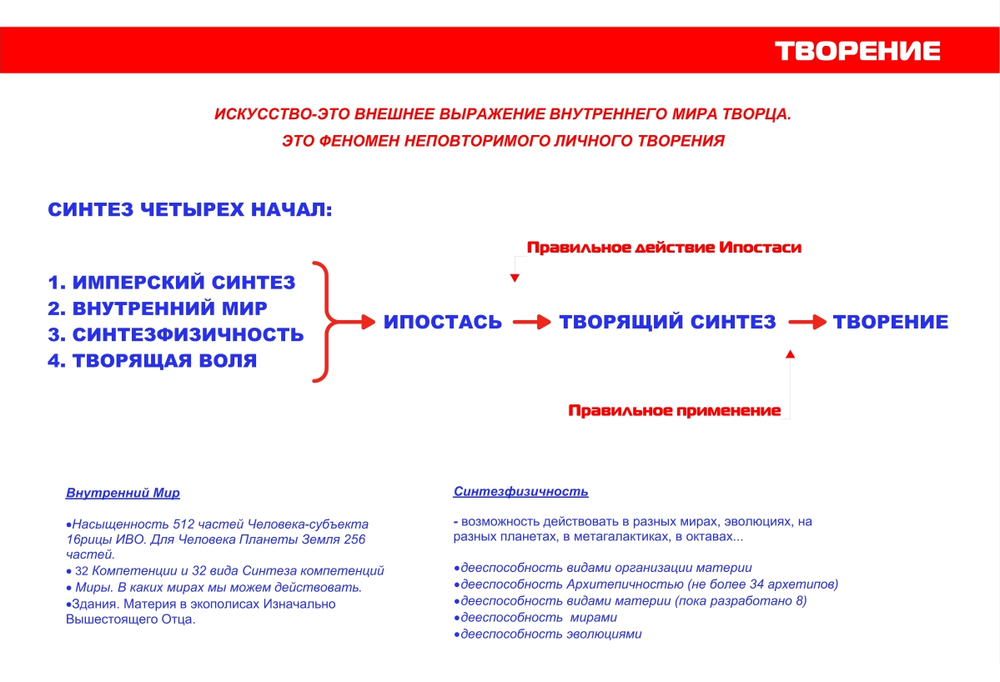 ТВОРЕНИЕ
ИСКУССТВО-ЭТО ВНЕШНЕЕ ВЫРАЖЕНИЕ ВНУТРЕННЕГО МИРА ТВОРЦА.
ЭТО ФЕНОМЕН НЕПОВТОРИМОГО ЛИЧНОГО ТВОРЕНИЯ
СИНТЕЗ ЧЕТЫРЕХ НАЧАЛ:
Правильное действие Ипостаси
1. ИМПЕРСКИЙ СИНТЕЗ
2. ВНУТРЕННИЙ МИР
3. СИНТЕЗФИЗИЧНОСТЬ
4. ТВОРЯЩАЯ ВОЛЯ
ИПОСТАСЬ
ТВОРЯЩИЙ СИНТЕЗ
ТВОРЕНИЕ
Правильное применение
Внутренний Мир
•Насыщенность 512 частей Человека-субъекта
16рицы ИВО. Для Человека Планеты Земля 256
частей.
• 32 Компетенции и 32 вида Синтеза компетенций
• Миры. В каких мирах мы можем действовать.
•Здания. Материя в экополисах Изначально
Вышестоящего Отца.
Синтезфизичность
- возможность действовать в разных мирах, эволюциях, на
разных планетах, в метагалактиках, в октавах...
•дееспособность видами организации материи
•дееспособность Архитепичностью (не более 34 архетипов)
•дееспособность видами материи (пока разработано 8)
•дееспособность мирами
•дееспособность эволюциями